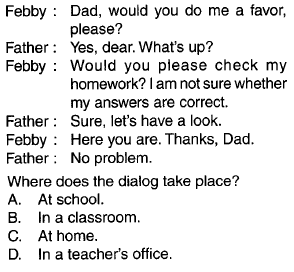 Febby : Dad, would you do me a favor,
please?
Father : Yes, dear. What's up?
Febby : Would you please check my
homework? I am not sure whether
my answers are correct.
Father : Sure, let's have a look.
Febby : Here you are. Thanks, Dad.
Father : No problem.
Where does the dialog take place?
A. At school.
B. In a classroom.
C. At home.
D. In a teacher's office.